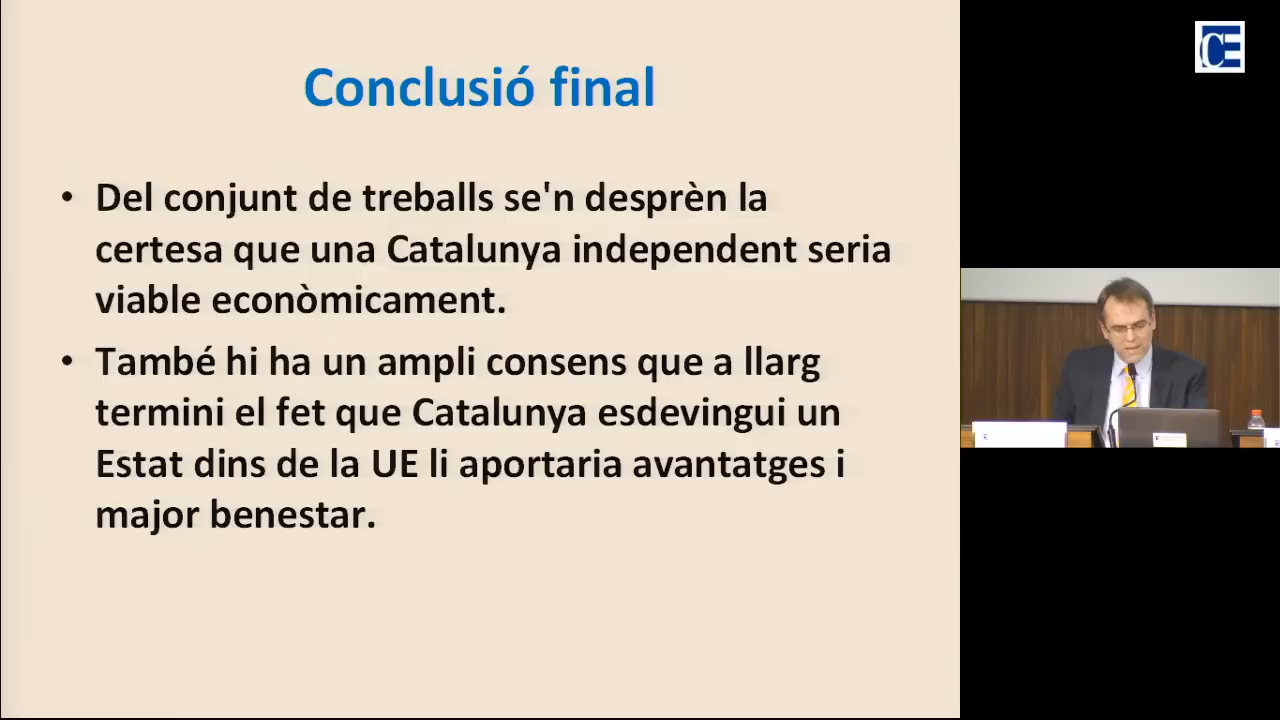 Conclusió final
• Del conjunt de treballs se'n desprèn la
certesa que una Catalunya independent seria
viable econòmicament.
• També hi ha un ampli consens que a llarg
termini el fet que Catalunya esdevingui un
Estat dins de la UE li aportaria avantatges i
major benestar.
CE